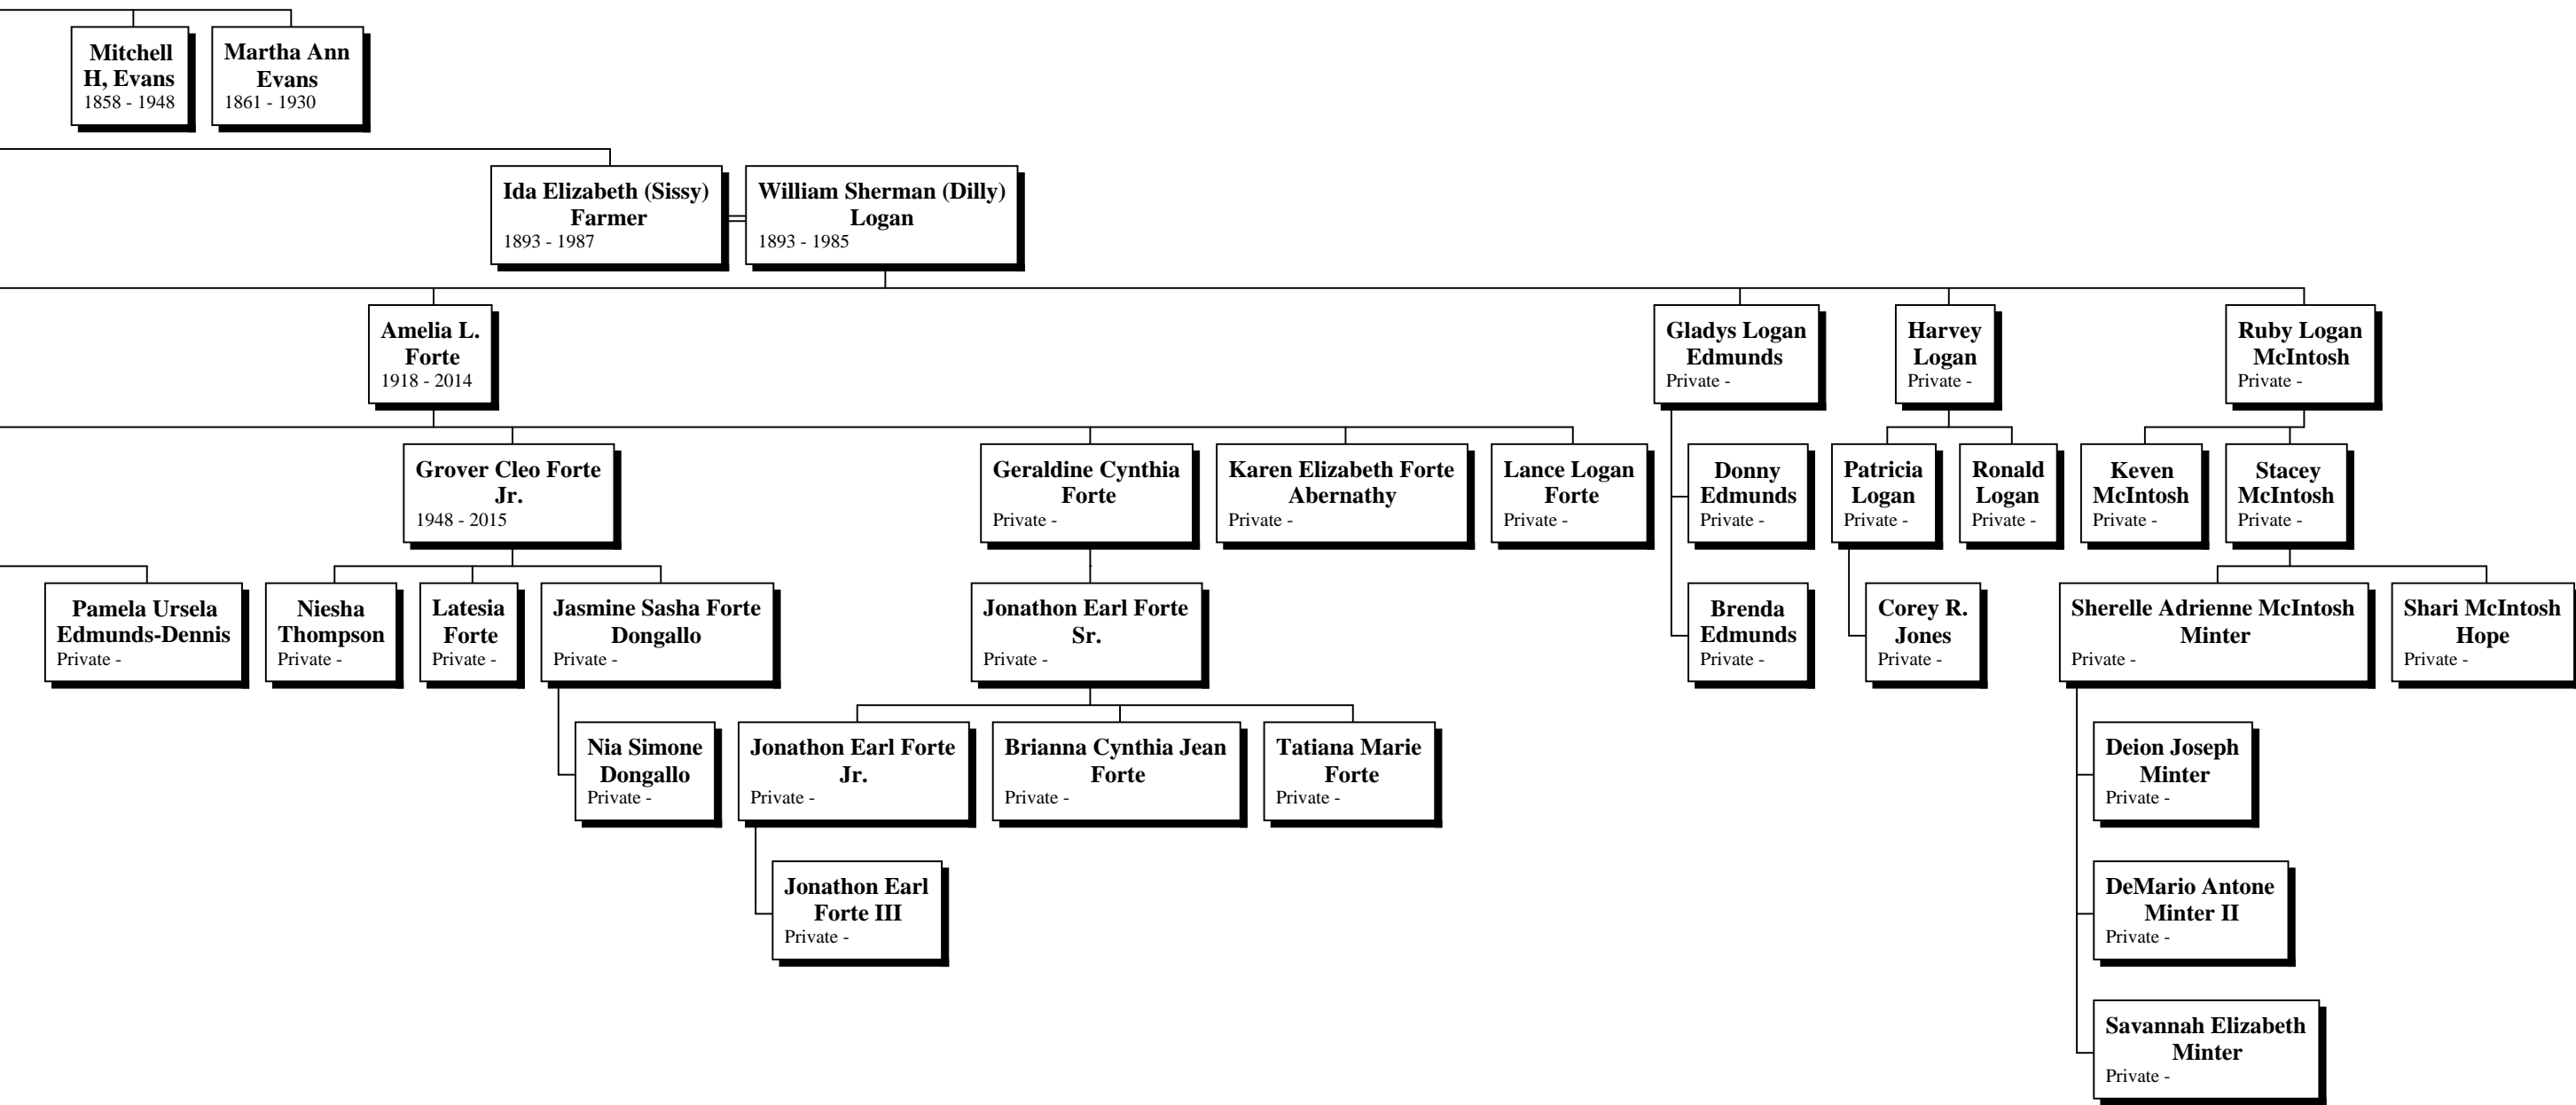 Mitchell
H, Evans
1858 - 1948
Martha Ann
Evans
1861 - 1930
Ida Elizabeth (Sissy)
Farmer
1893 - 1987
William Sherman (Dilly)
Logan
1893 - 1985
Amelia L.
Forte
1918 - 2014
Gladys Logan
Edmunds
Private -
Harvey
Logan
Private -
Ruby Logan
McIntosh
Private -
Grover Cleo Forte
Jr.
1948 - 2015
Geraldine Cynthia
Forte
Private -
Karen Elizabeth Forte
Abernathy
Private -
Lance Logan
Forte
Private -
Donny
Edmunds
Private -
Patricia
Logan
Private -
Ronald
Logan
Private -
Keven
McIntosh
Private -
Stacey
McIntosh
Private -
Pamela Ursela
Edmunds-Dennis
Private -
Niesha
Thompson
Private -
Latesia
Forte
Private -
Jasmine Sasha Forte
Dongallo
Private -
Jonathon Earl Forte
Sr.
Private -
Brenda
Edmunds
Private -
Corey R.
Jones
Private -
Sherelle Adrienne McIntosh
Minter
Private -
Shari McIntosh
Hope
Private -
Nia Simone
Dongallo
Private -
Jonathon Earl Forte
Jr.
Private -
Brianna Cynthia Jean
Forte
Private -
Tatiana Marie
Forte
Private -
Deion Joseph
Minter
Private -
Jonathon Earl
Forte III
Private -
DeMario Antone
Minter II
Private -
Savannah Elizabeth
Minter
Private -